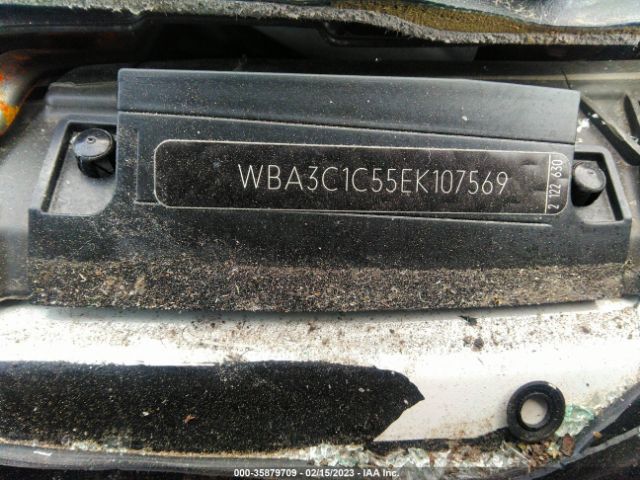 WBA3C1C55EK107569
2 122 630
000-35879709 - 02/15/2023 - IAA Inc.